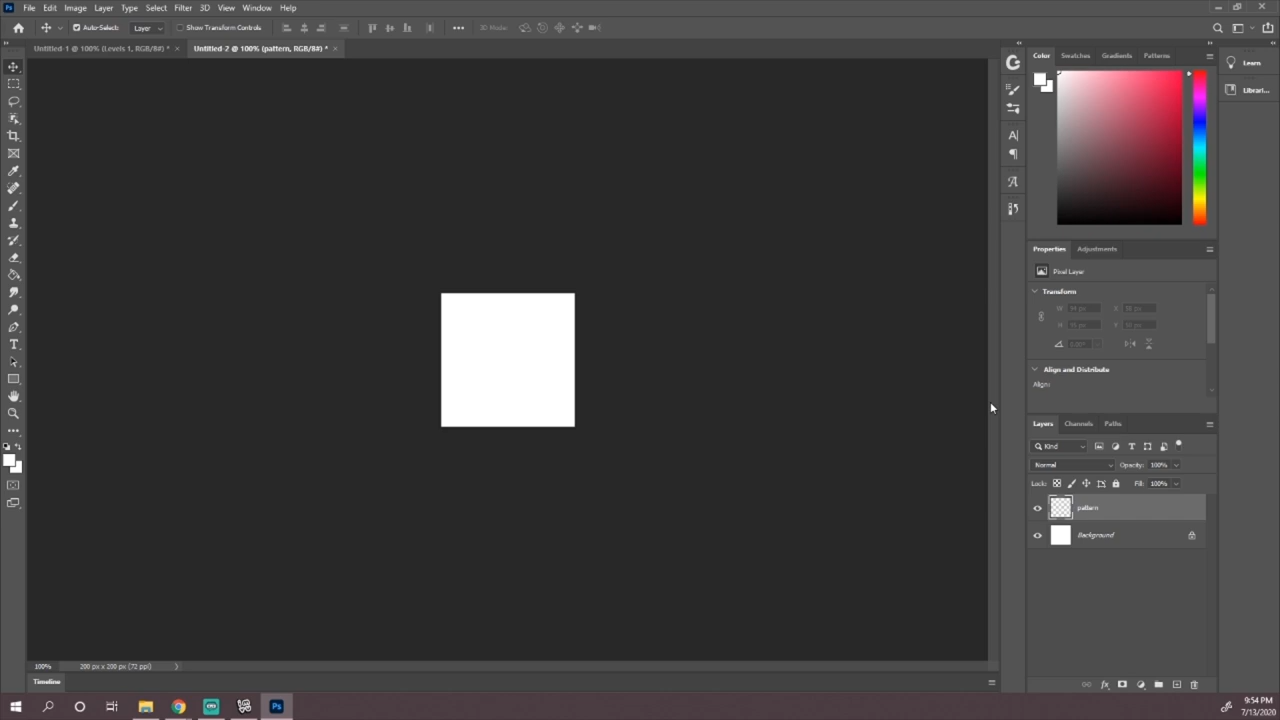 File Edit Image Layer Type Select Filter 3D View Window Help
Auto-Select: Layer Show Transform Controls 3D Mode:
Untitled-1 @ 100% (Levels 1, RGB/8#) * × Untitled-2 @ 100% (pattern, RGB/8#) * ×
Color Swatches Gradients Patterns
Learn
Librari...
Properties Adjustments
Pixel Layer
Transform
W: X:
H: Y:
Align and Distribute
Align:
Layers Channels Paths
Kind
Normal Opacity: 100%
Lock: Fill: 100%
pattern
Background
100% 200 px x 200 px (72 ppi)
Timeline
9:54 PM
7/13/2020